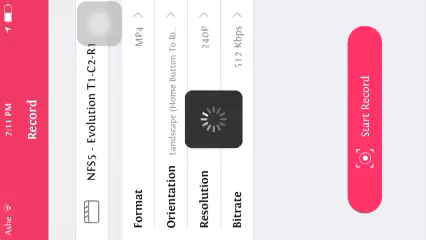 Ashe 7:11 PM
Record
NFS5 - Evolution T1-C2-R1
Format MP4
Orientation Landscape (Home Button To Ri...
Resolution 240P
Bitrate 512 Kbps
Start Record